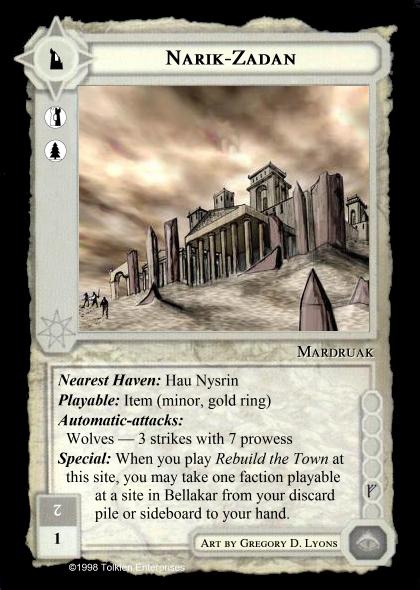 NARIK-ZADAN
MARDRUAK
Nearest Haven: Hau Nysrin
Playable: Item (minor, gold ring)
Automatic-attacks:
Wolves — 3 strikes with 7 prowess
Special: When you play Rebuild the Town at
this site, you may take one faction playable
at a site in Bellakar from your discard
pile or sideboard to your hand.
2
1
ART BY GREGORY D. LYONS
©1998 Tolkien Enterprises